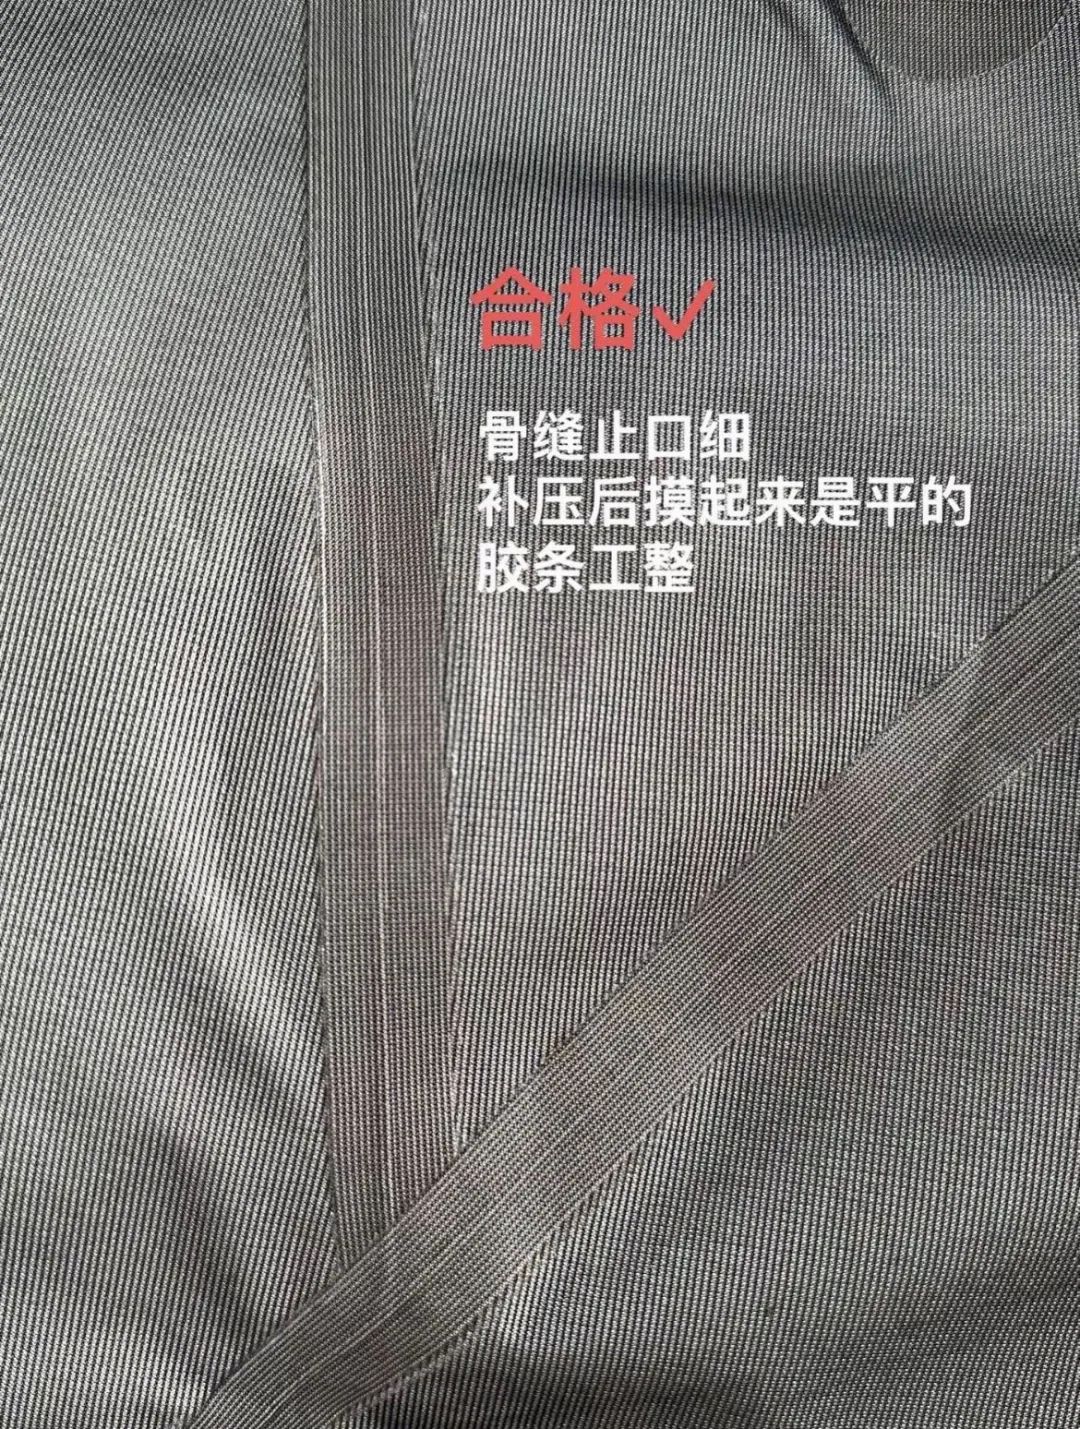 合格✓
骨缝止口细
补压后摸起来是平的
胶条工整